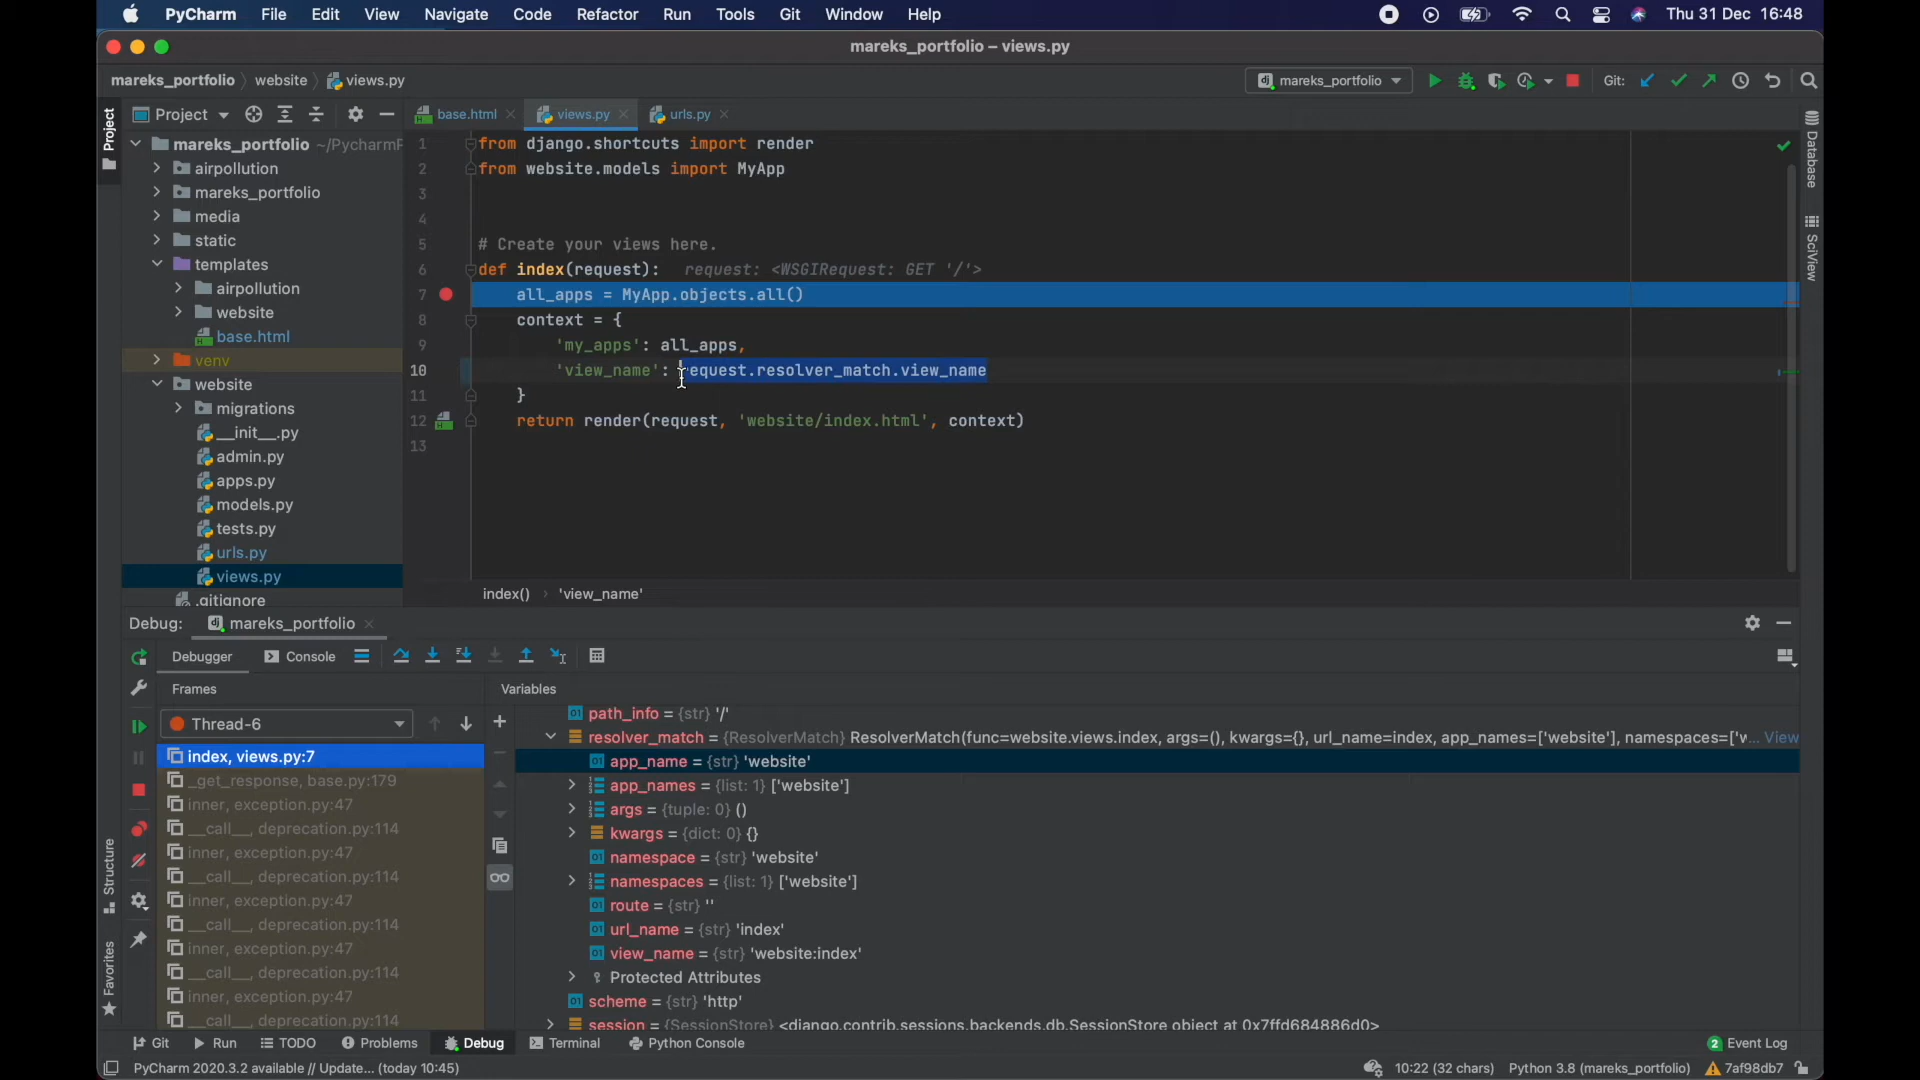 PyCharm File Edit View Navigate Code Refactor Run Tools Git Window Help Thu 31 Dec 16:48
mareks_portfolio – views.py
mareks_portfolio website views.py mareks_portfolio Git:
Project Project base.html views.py urls.py
mareks_portfolio ~/PycharmP
airpollution
mareks_portfolio
media
static
templates
airpollution
website
base.html
venv
website
migrations
__init__.py
admin.py
apps.py
models.py
tests.py
urls.py
views.py
.gitignore
1 from django.shortcuts import render
2 from website.models import MyApp
3
4
5 # Create your views here.
6 def index(request): request: <WSGIRequest: GET '/'>
7 all_apps = MyApp.objects.all()
8 context = {
9 'my_apps': all_apps,
10 'view_name': request.resolver_match.view_name
11 }
12 return render(request, 'website/index.html', context)
13
index() 'view_name'
Database
SciView
Debug: mareks_portfolio
Debugger Console
Frames Variables
Thread-6
index, views.py:7
_get_response, base.py:179
inner, exception.py:47
__call__, deprecation.py:114
inner, exception.py:47
__call__, deprecation.py:114
inner, exception.py:47
__call__, deprecation.py:114
inner, exception.py:47
__call__, deprecation.py:114
inner, exception.py:47
__call__, deprecation.py:114
path_info = {str} '/'
resolver_match = {ResolverMatch} ResolverMatch(func=website.views.index, args=(), kwargs={}, url_name=index, app_names=['website'], namespaces=['w... View
app_name = {str} 'website'
app_names = {list: 1} ['website']
args = {tuple: 0} ()
kwargs = {dict: 0} {}
namespace = {str} 'website'
namespaces = {list: 1} ['website']
route = {str} ''
url_name = {str} 'index'
view_name = {str} 'website:index'
Protected Attributes
scheme = {str} 'http'
session = {SessionStore} <django.contrib.sessions.backends.db.SessionStore object at 0x7ffd684886d0>
Structure
Favorites
Git Run TODO Problems Debug Terminal Python Console 2 Event Log
PyCharm 2020.3.2 available // Update... (today 10:45) 10:22 (32 chars) Python 3.8 (mareks_portfolio) 7af98db7